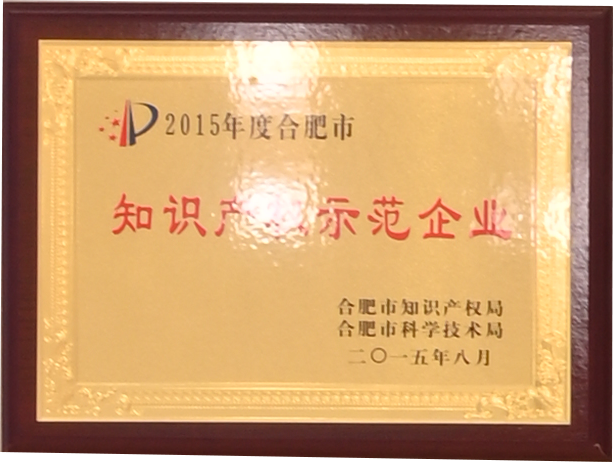 2015年度合肥市
知识产权示范企业
合肥市知识产权局
合肥市科学技术局
二〇一五年八月